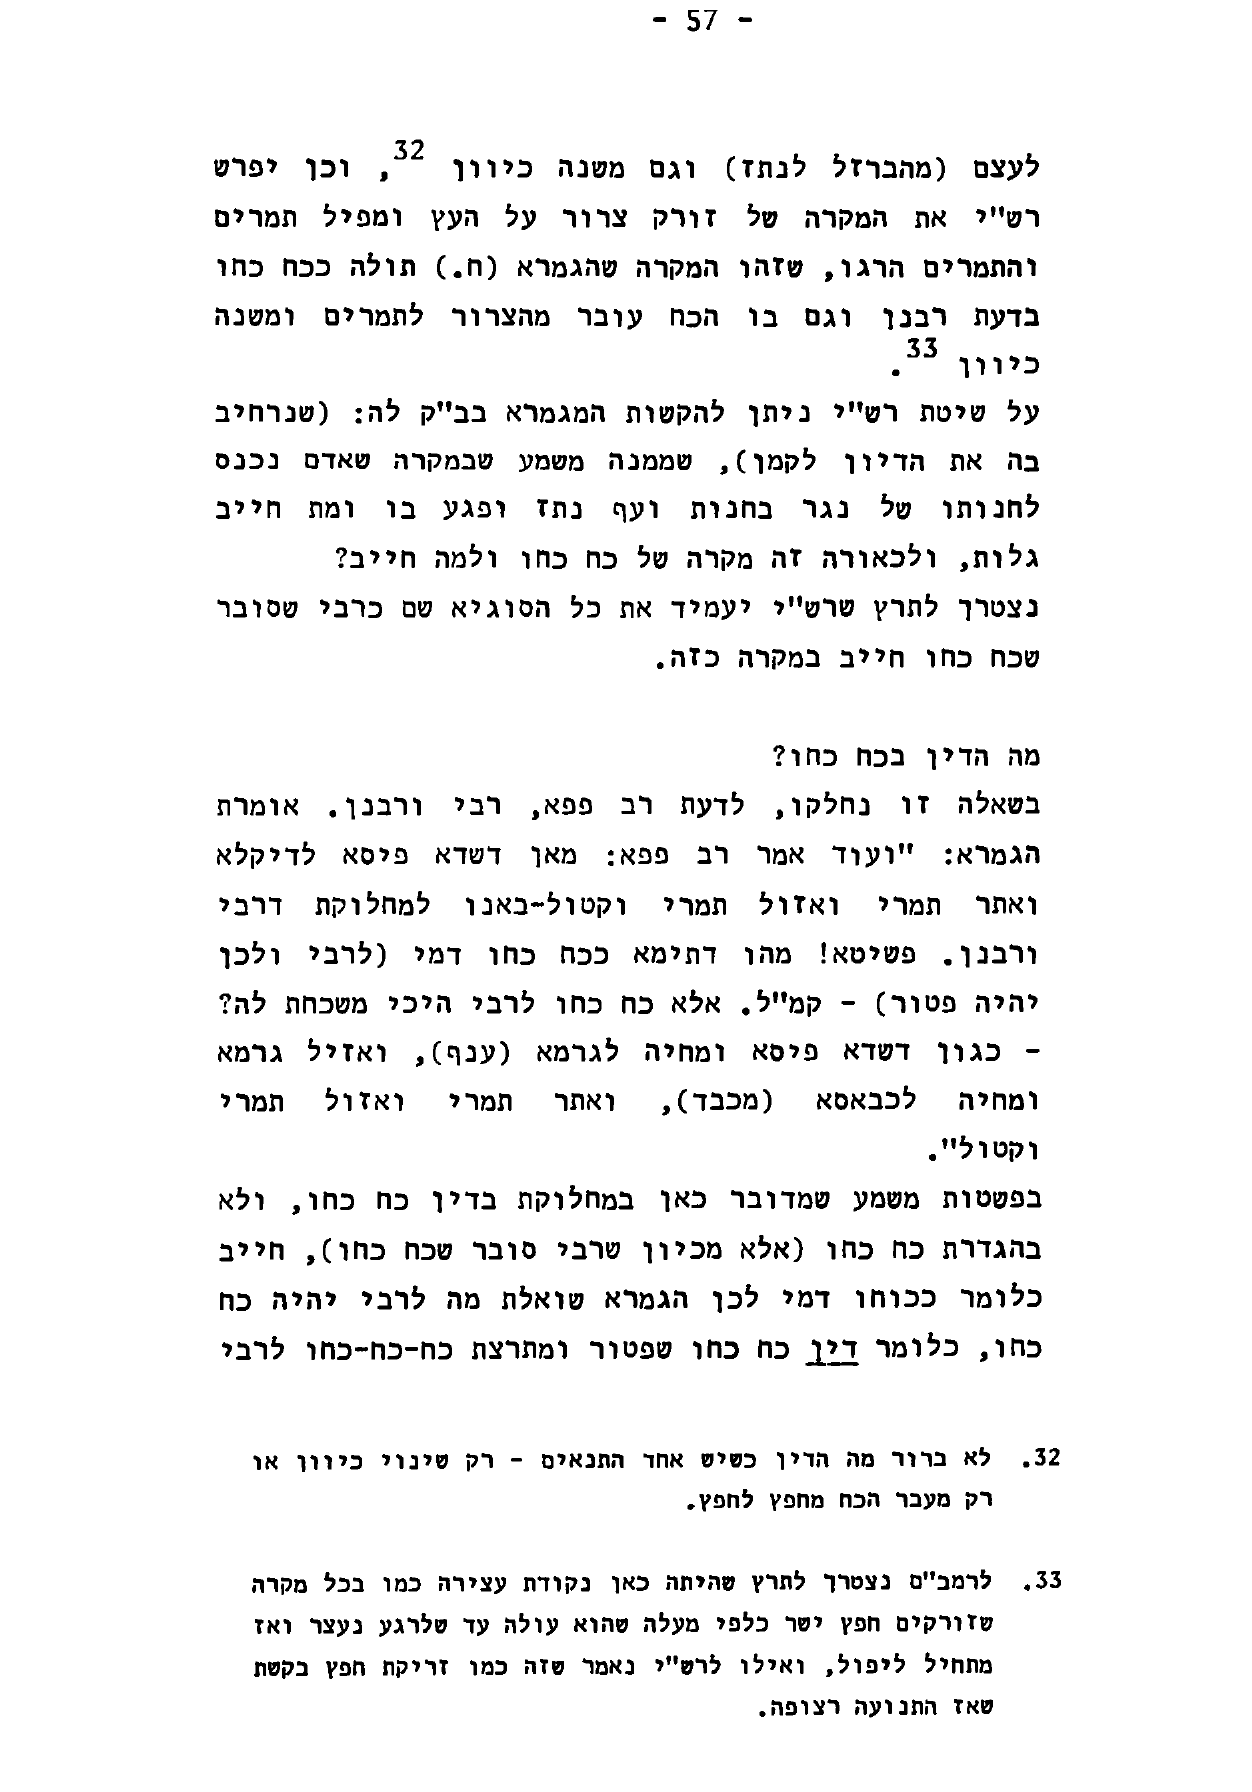 - 57 -
לעצם (מהברזל לנתז) וגם משנה כיוון 32, וכן יפרש
רש"י את המקרה של זורק צרור על העץ ומפיל תמרים
והתמרים הרגו, שזהו המקרה שהגמרא (ח.) תולה ככח כחו
בדעת רבנן וגם בו הכח עובר מהצרור לתמרים ומשנה
כיוון 33.
על שיטת רש"י ניתן להקשות המגמרא בב"ק לה: (שנרחיב
בה את הדיון לקמן), שממנה משמע שבמקרה שאדם נכנס
לחנותו של נגר בחנות ועף נתז ופגע בו ומת חייב
גלות, ולכאורה זה מקרה של כח כחו ולמה חייב?
נצטרך לתרץ שרש"י יעמיד את כל הסוגיא שם כרבי שסובר
שכח כחו חייב במקרה כזה.
מה הדין בכח כחו?
בשאלה זו נחלקו, לדעת רב פפא, רבי ורבנן. אומרת
הגמרא: "ועוד אמר רב פפא: מאן דשדא פיסא לדיקלא
ואתר תמרי ואזול תמרי וקטול-באנו למחלוקת דרבי
ורבנן. פשיטא! מהו דתימא ככח כחו דמי (לרבי ולכן
יהיה פטור) - קמ"ל. אלא כח כחו לרבי היכי משכחת לה?
- כגון דשדא פיסא ומחיה לגרמא (ענף), ואזיל גרמא
ומחיה לכבאסא (מכבד), ואתר תמרי ואזול תמרי
וקטול".
בפשטות משמע שמדובר כאן במחלוקת בדין כח כחו, ולא
בהגדרת כח כחו (אלא מכיון שרבי סובר שכח כחו), חייב
כלומר ככוחו דמי לכן הגמרא שואלת מה לרבי יהיה כח
כחו, כלומר דין כח כחו שפטור ומתרצת כח-כח-כחו לרבי
32. לא ברור מה הדין כשיש אחד התנאים - רק שינוי כיוון או
רק מעבר הכח מחפץ לחפץ.
33. לרמב"ם נצטרך לתרץ שהיתה כאן נקודת עצירה כמו בכל מקרה
שזורקים חפץ ישר כלפי מעלה שהוא עולה עד שלרגע נעצר ואז
מתחיל ליפול, ואילו לרש"י נאמר שזה כמו זריקת חפץ בקשת
שאז התנועה רצופה.